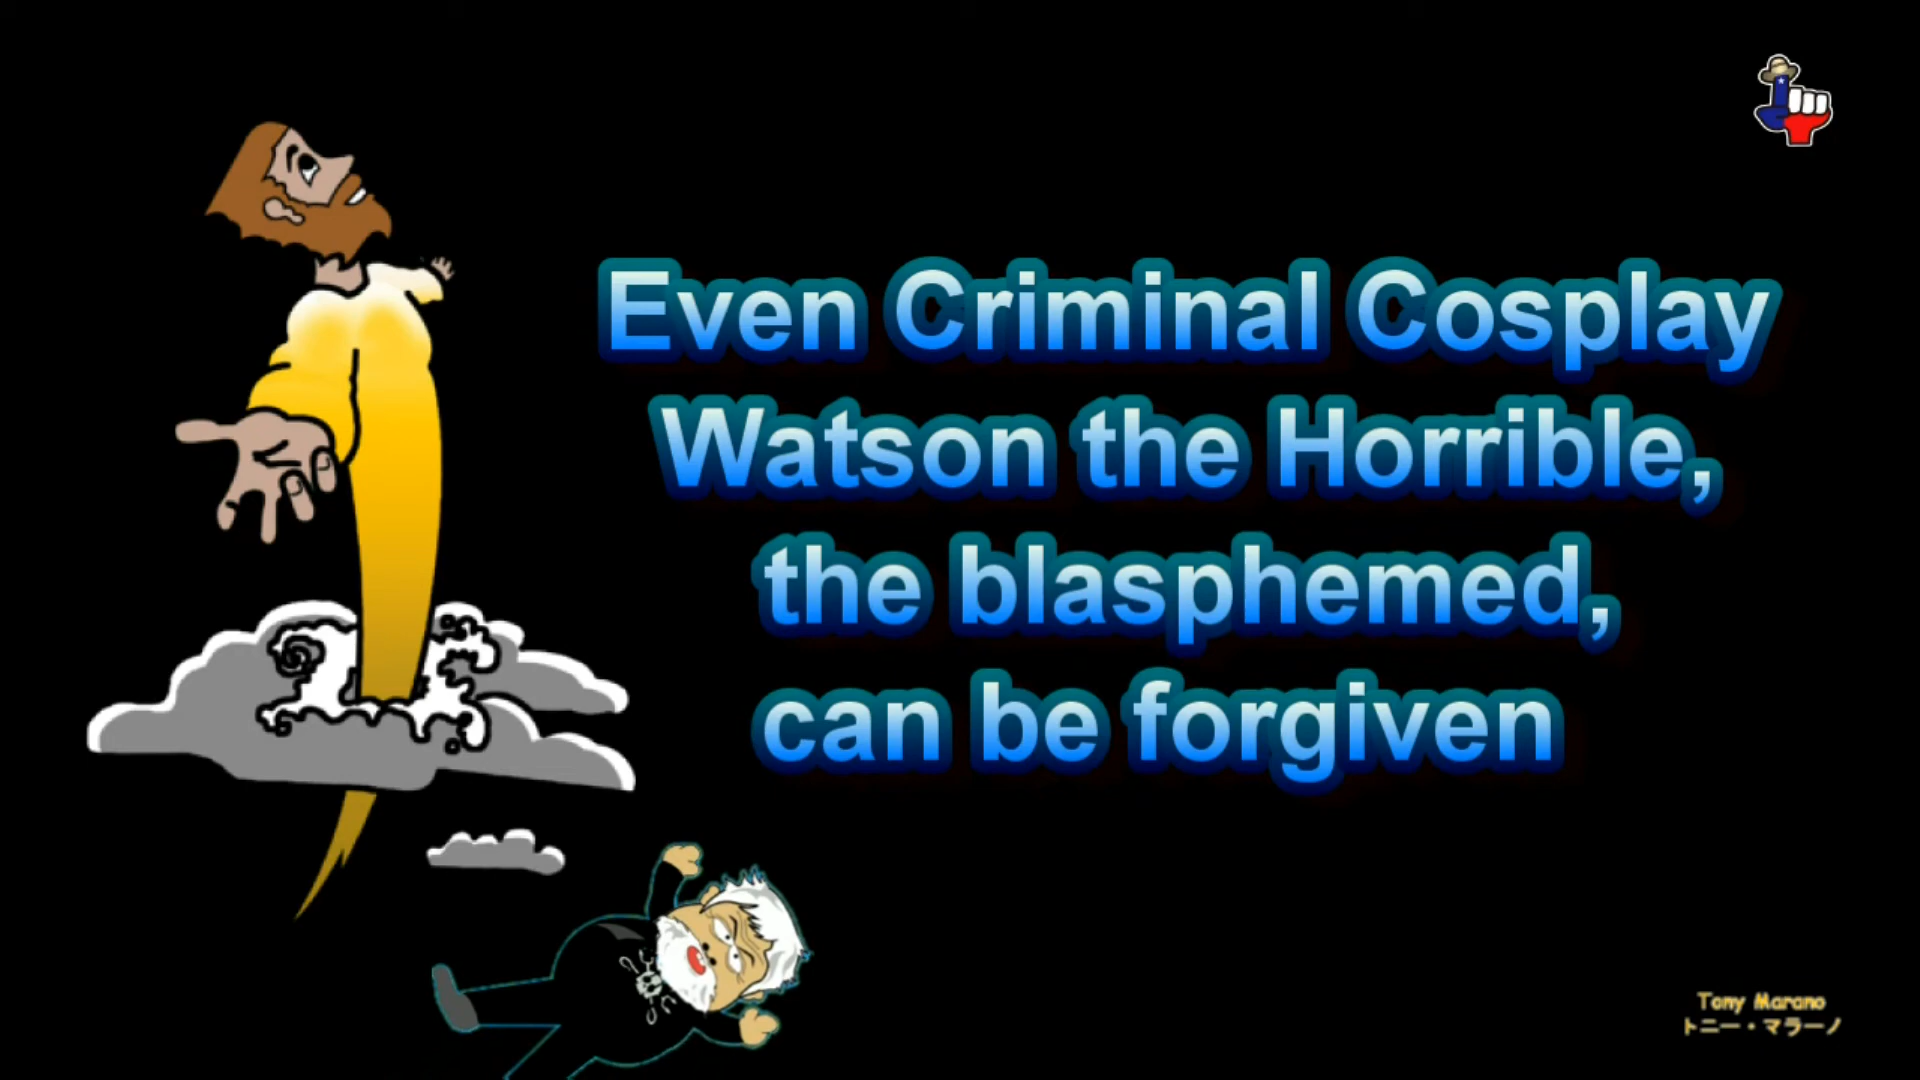 Even Criminal Cosplay
Watson the Horrible,
the blasphemed,
can be forgiven
Tony Marano
トニー・マラーノ